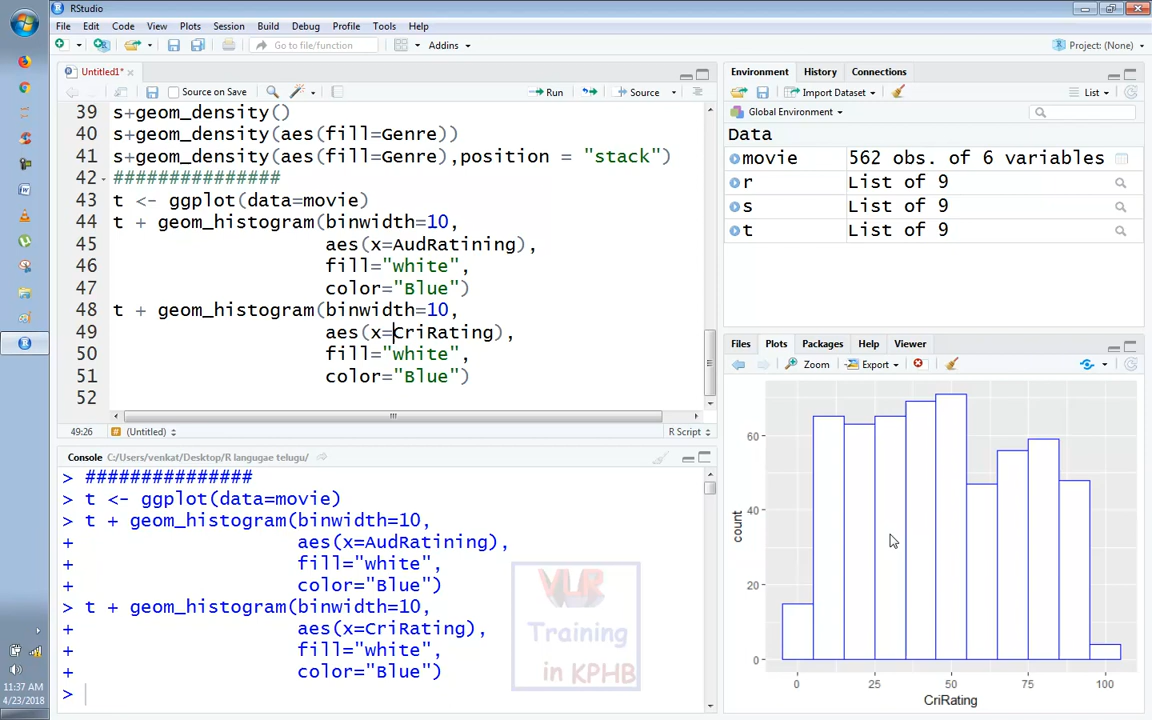 RStudio
File Edit Code View Plots Session Build Debug Profile Tools Help
Go to file/function Addins Project: (None)
Untitled1*
Source on Save Run Source
39 s+geom_density()
40 s+geom_density(aes(fill=Genre))
41 s+geom_density(aes(fill=Genre),position = "stack")
42 ###############
43 t <- ggplot(data=movie)
44 t + geom_histogram(binwidth=10,
45 aes(x=AudRatining),
46 fill="white",
47 color="Blue")
48 t + geom_histogram(binwidth=10,
49 aes(x=CriRating),
50 fill="white",
51 color="Blue")
52
49:26 (Untitled) R Script
Console C:/Users/venkat/Desktop/R langugae telugu/
> ###############
> t <- ggplot(data=movie)
> t + geom_histogram(binwidth=10,
+ aes(x=AudRatining),
+ fill="white",
+ color="Blue")
> t + geom_histogram(binwidth=10,
+ aes(x=CriRating),
+ fill="white",
+ color="Blue")
>
VLR
Training
in KPHB
Environment History Connections
Import Dataset List
Global Environment
Data
movie 562 obs. of 6 variables
r List of 9
s List of 9
t List of 9
Files Plots Packages Help Viewer
Zoom Export
60
40
20
0
count
0 25 50 75 100
CriRating
11:37 AM
4/23/2018